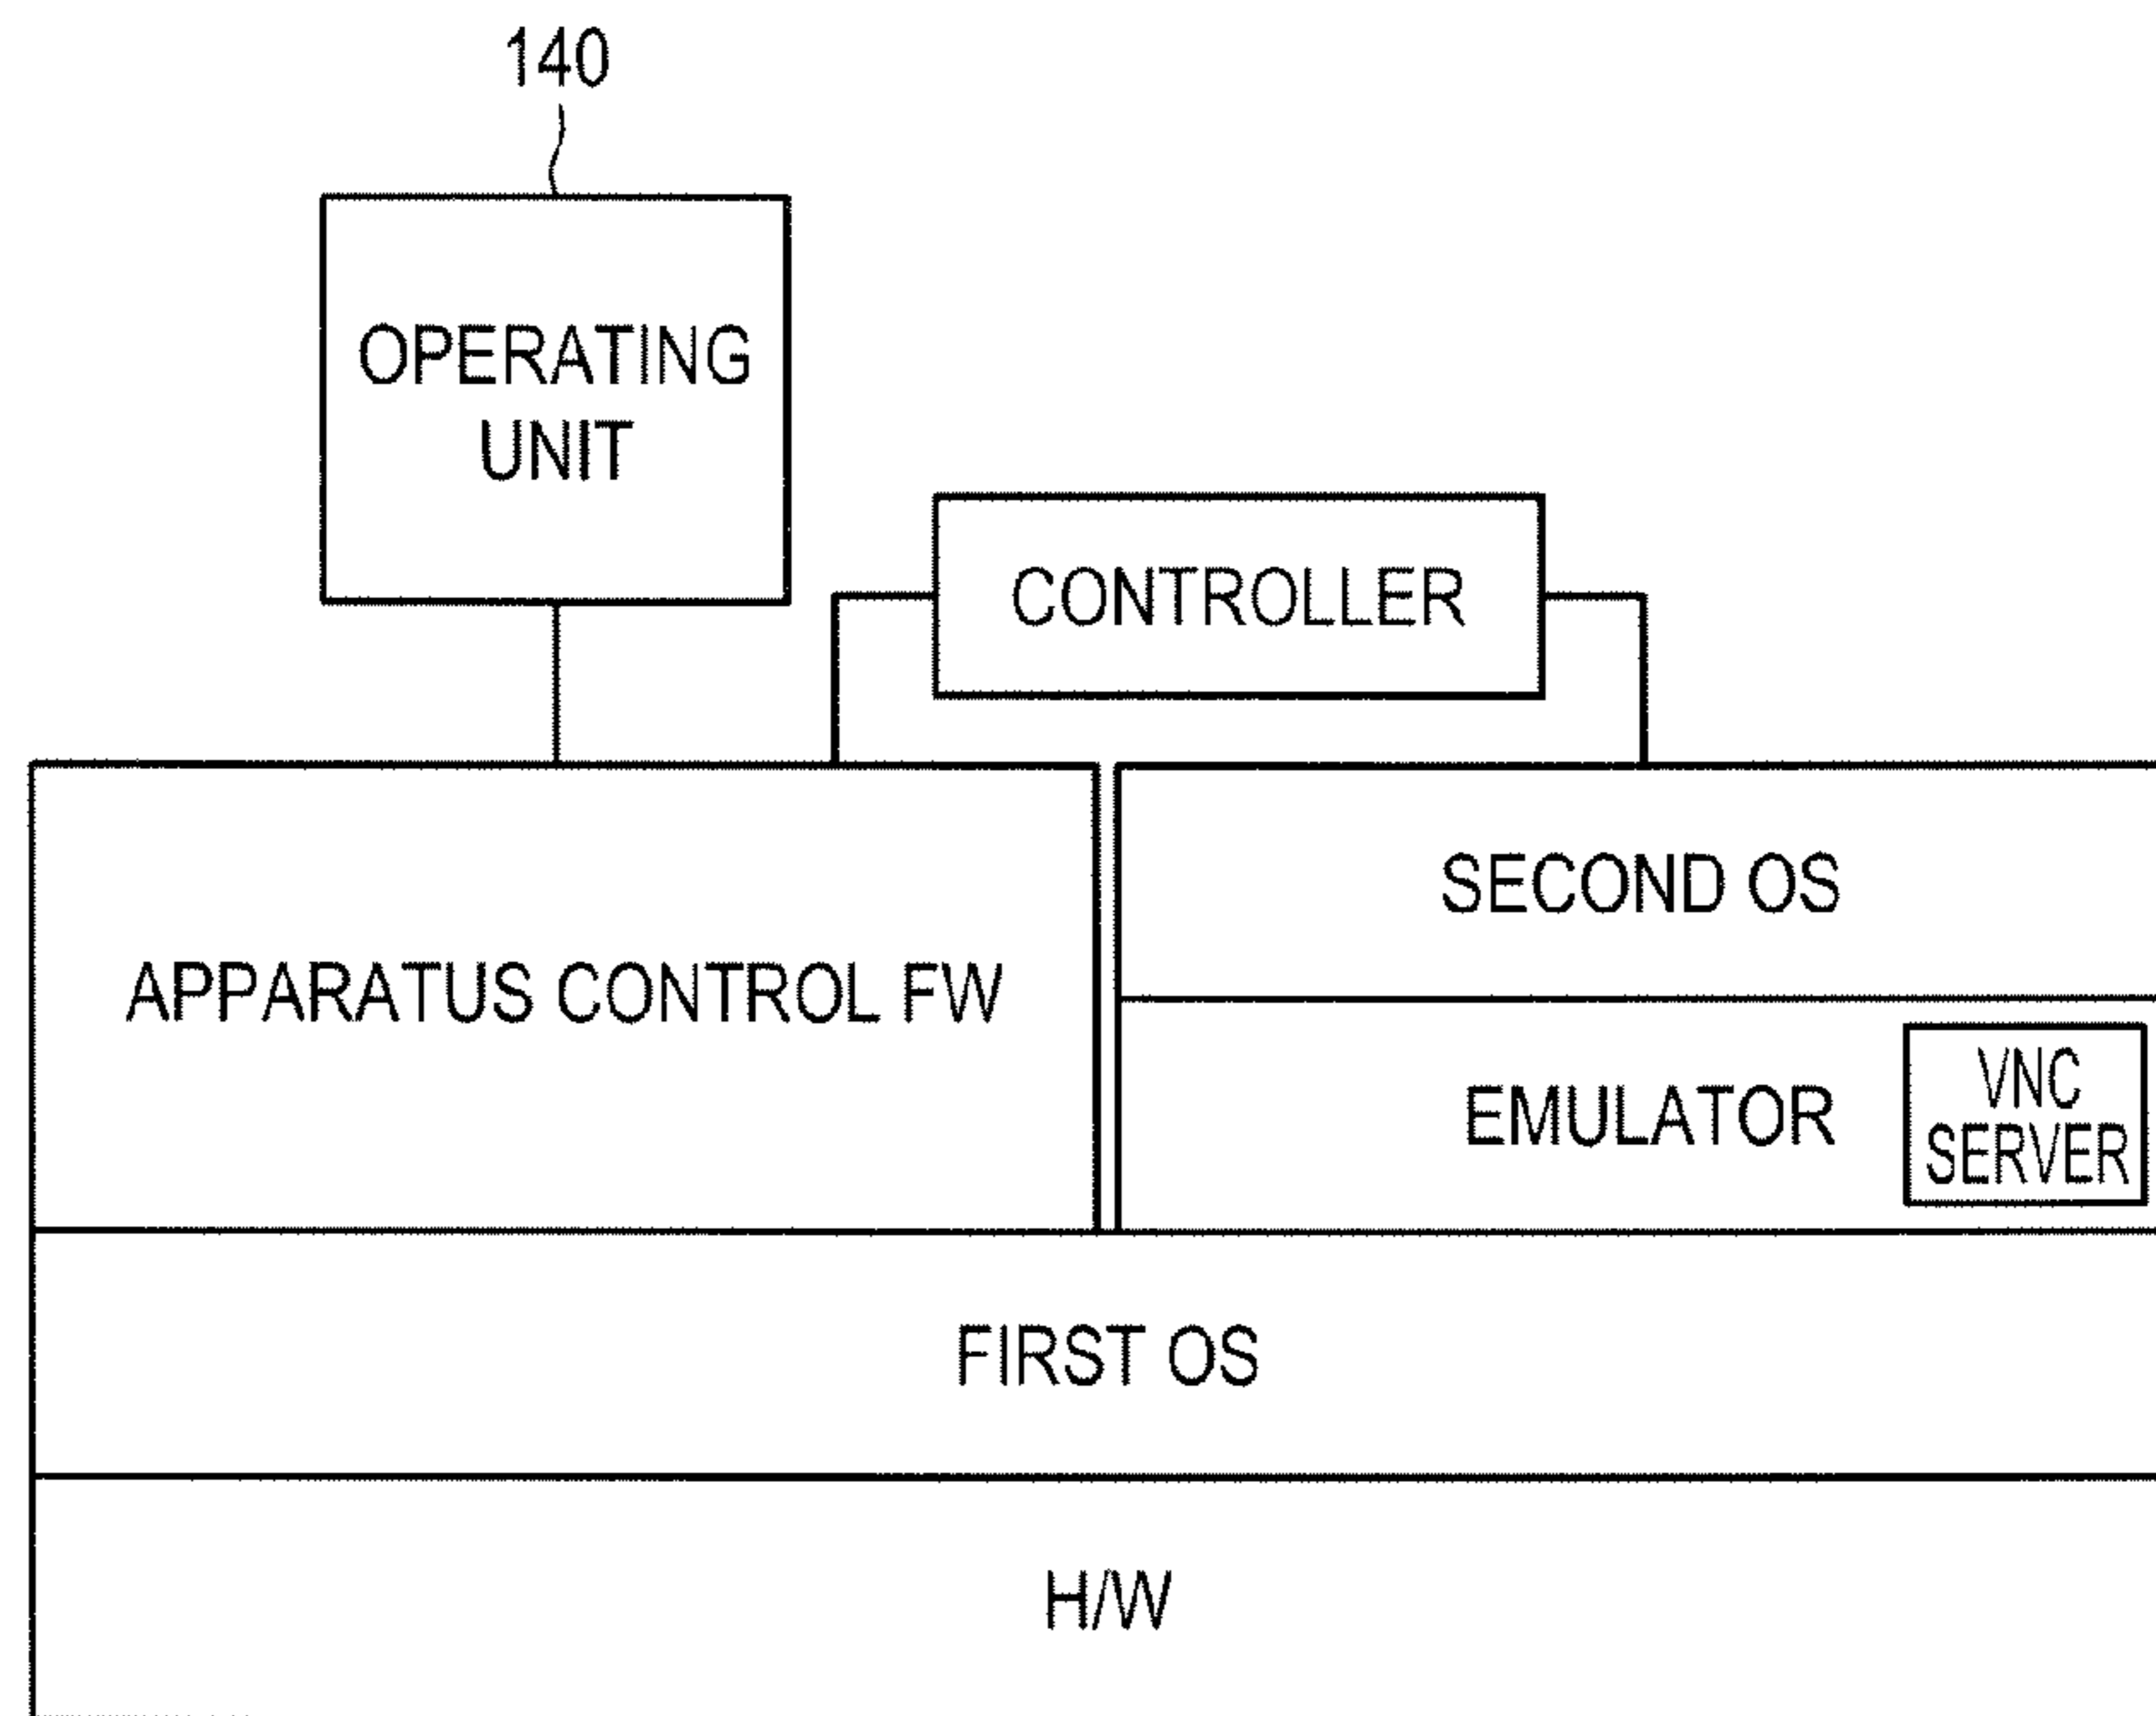 140
OPERATING
UNIT
CONTROLLER
SECOND OS
APPARATUS CONTROL FW
EMULATOR
VNC
SERVER
FIRST OS
H/W